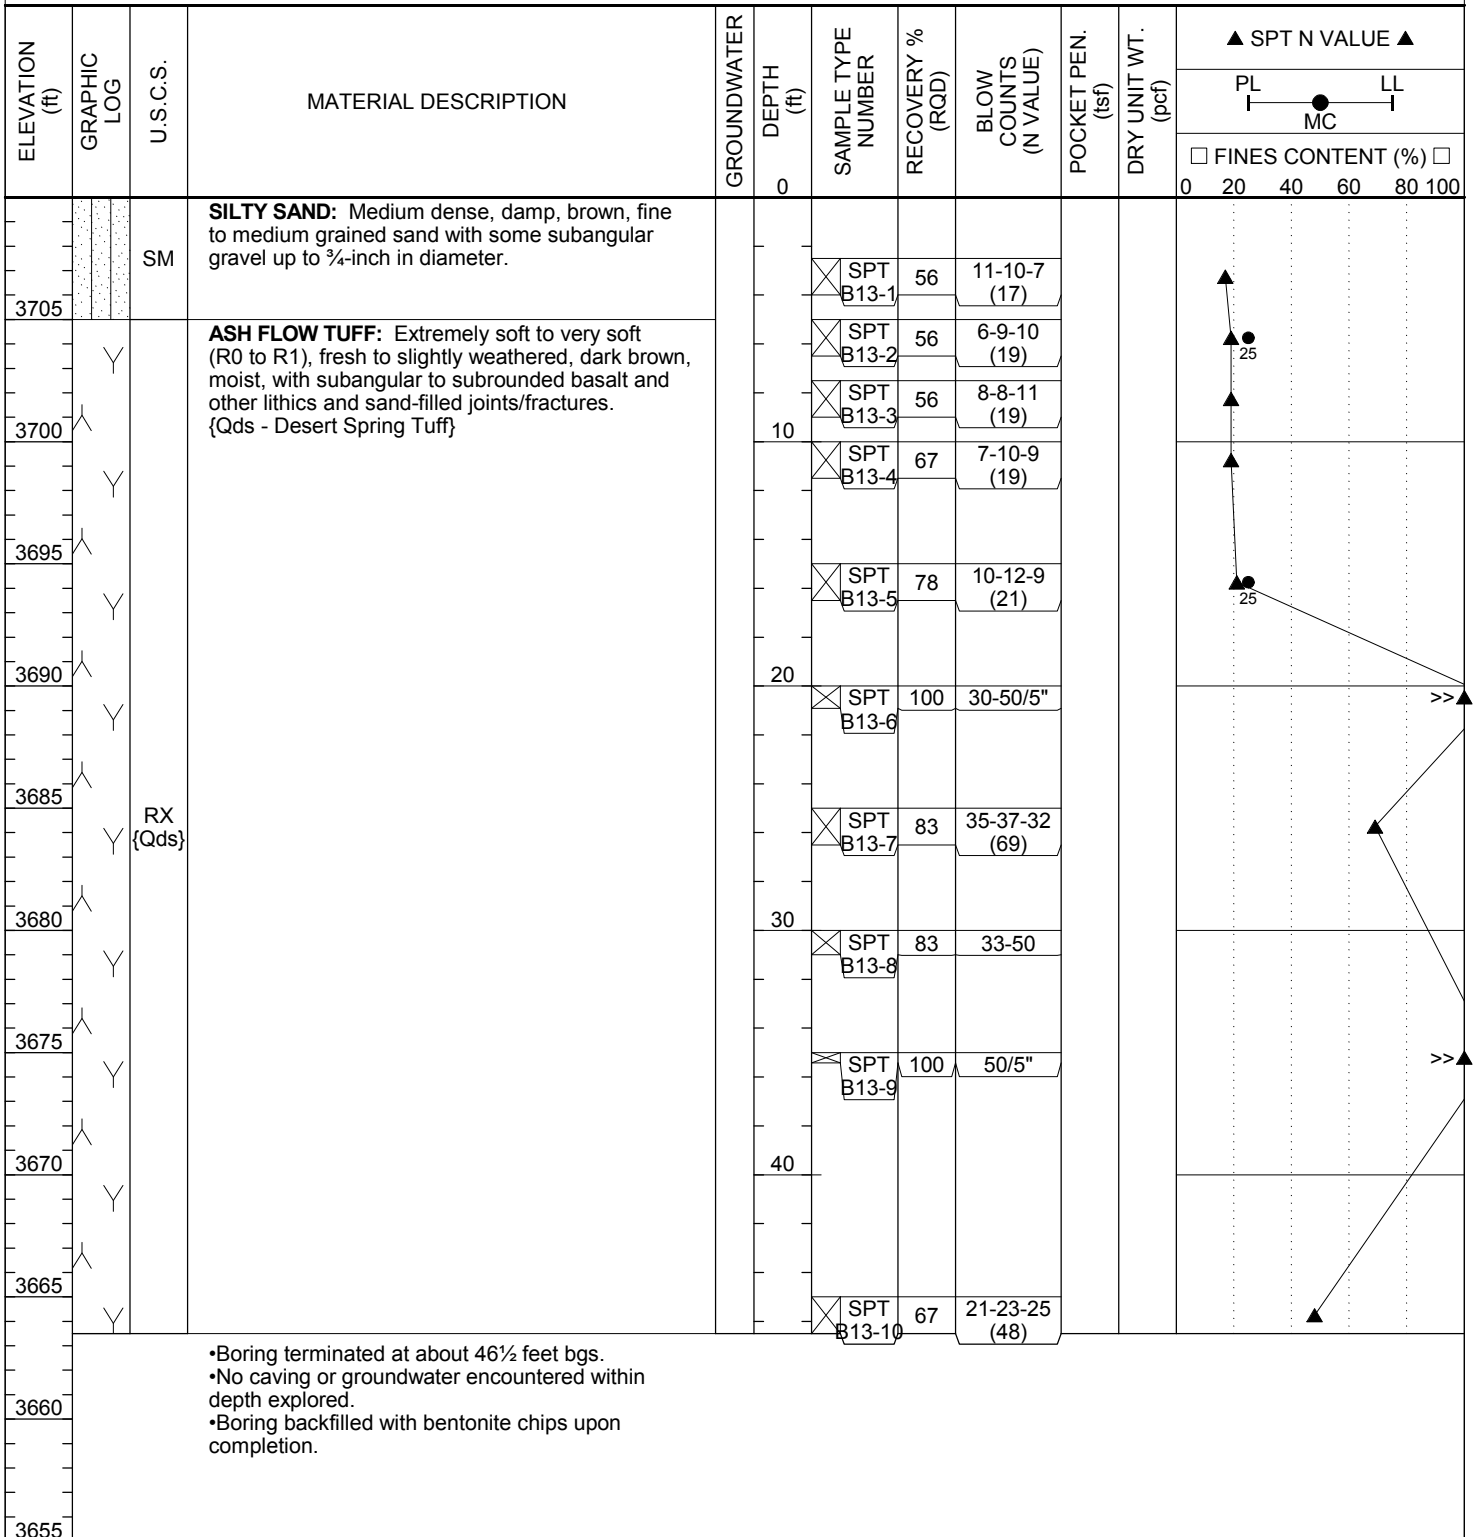 ELEVATION
(ft)
GRAPHIC
LOG
U.S.C.S.
MATERIAL DESCRIPTION
GROUNDWATER
DEPTH
(ft)
0
SAMPLE TYPE
NUMBER
RECOVERY %
(RQD)
BLOW
COUNTS
(N VALUE)
POCKET PEN.
(tsf)
DRY UNIT WT.
(pcf)
▲ SPT N VALUE ▲
PL LL
MC
□ FINES CONTENT (%) □
0 20 40 60 80 100
SILTY SAND: Medium dense, damp, brown, fine
to medium grained sand with some subangular
gravel up to ¾-inch in diameter.
SM
SPT
B13-1
56
11-10-7
(17)
3705
ASH FLOW TUFF: Extremely soft to very soft
(R0 to R1), fresh to slightly weathered, dark brown,
moist, with subangular to subrounded basalt and
other lithics and sand-filled joints/fractures.
{Qds - Desert Spring Tuff}
SPT
B13-2
56
6-9-10
(19)
25
SPT
B13-3
56
8-8-11
(19)
3700
10
SPT
B13-4
67
7-10-9
(19)
3695
SPT
B13-5
78
10-12-9
(21)
25
3690
20
SPT
B13-6
100
30-50/5"
>>
3685
RX
{Qds}
SPT
B13-7
83
35-37-32
(69)
3680
30
SPT
B13-8
83
33-50
3675
SPT
B13-9
100
50/5"
>>
3670
40
3665
SPT
B13-10
67
21-23-25
(48)
•Boring terminated at about 46½ feet bgs.
•No caving or groundwater encountered within
depth explored.
•Boring backfilled with bentonite chips upon
completion.
3660
3655